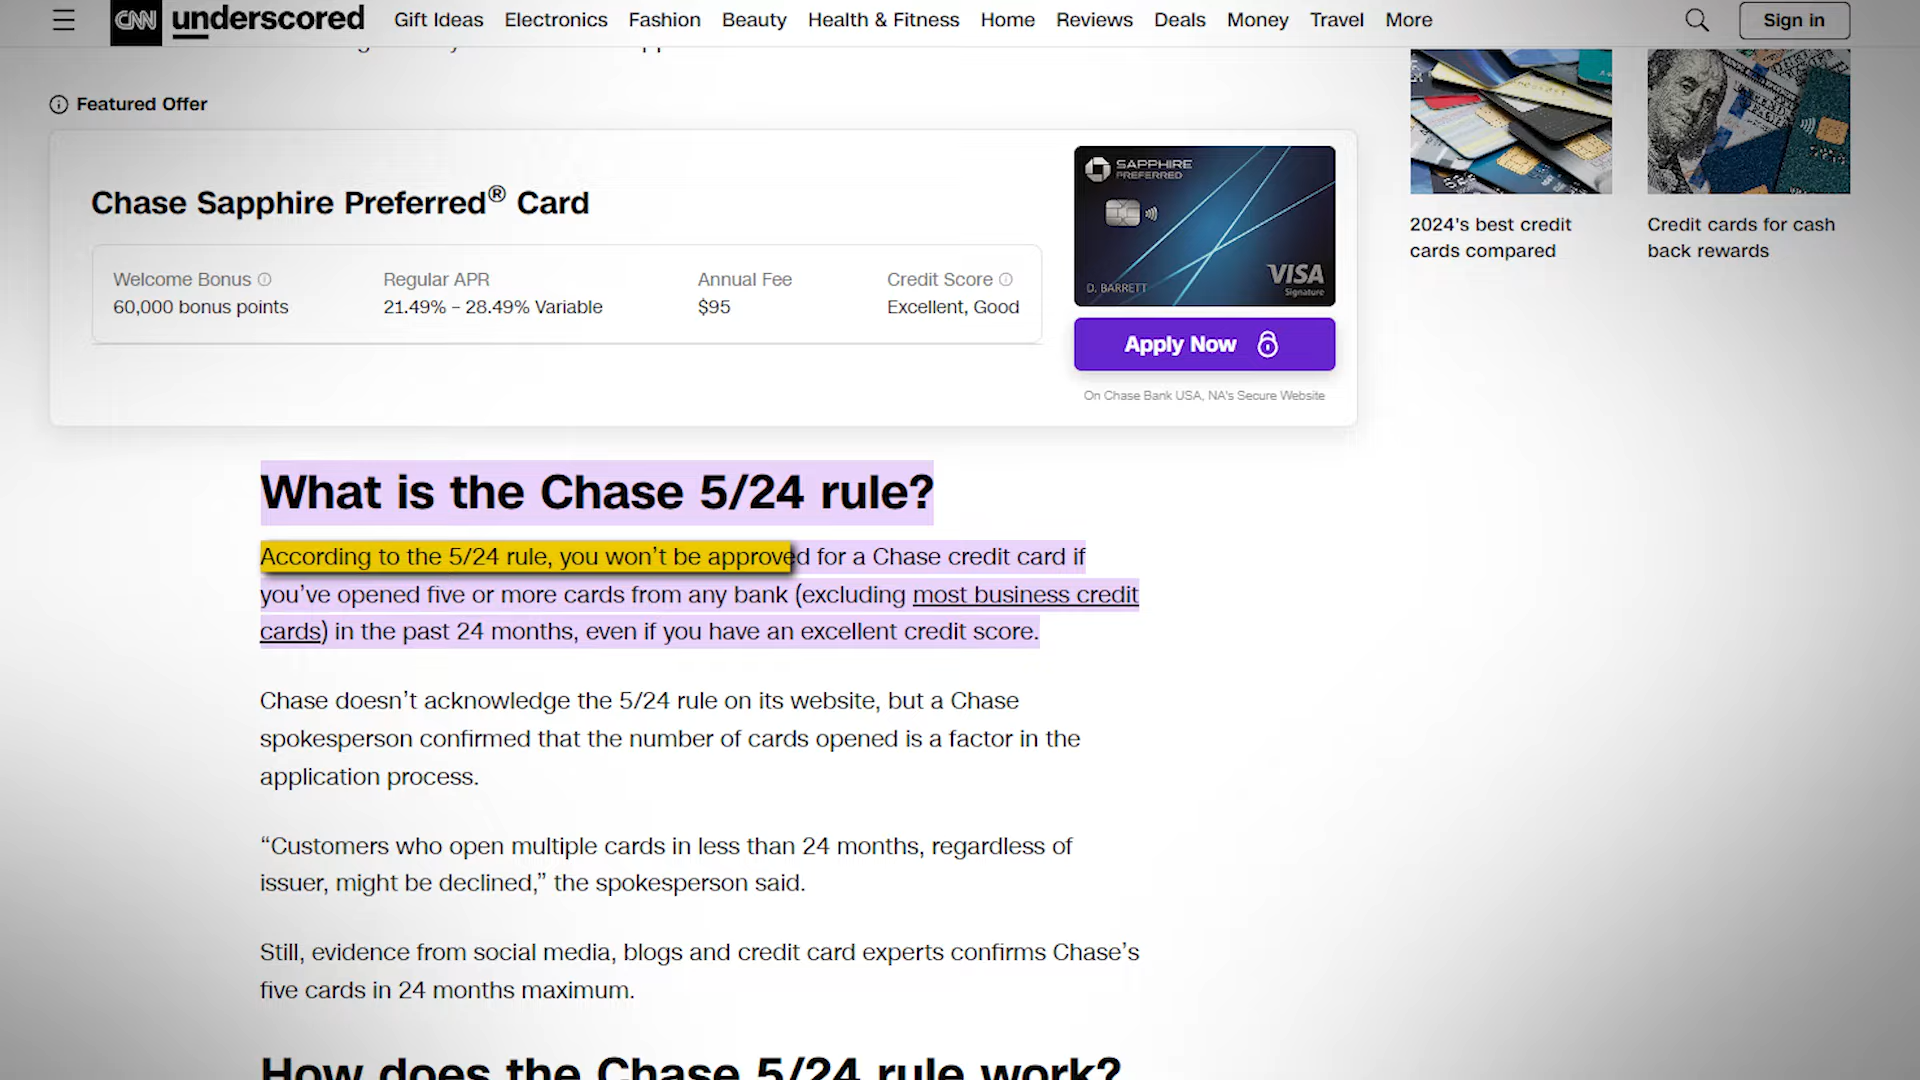 CNN underscored Gift Ideas Electronics Fashion Beauty Health & Fitness Home Reviews Deals Money Travel More Sign in
Featured Offer
Chase Sapphire Preferred® Card
Welcome Bonus Regular APR Annual Fee Credit Score
60,000 bonus points 21.49% – 28.49% Variable $95 Excellent, Good
SAPPHIRE
PREFERRED
D. BARRETT VISA
Signature
Apply Now
On Chase Bank USA, NA's Secure Website
2024's best credit
cards compared
Credit cards for cash
back rewards
What is the Chase 5/24 rule?
According to the 5/24 rule, you won’t be approved for a Chase credit card if
you’ve opened five or more cards from any bank (excluding most business credit
cards) in the past 24 months, even if you have an excellent credit score.
Chase doesn’t acknowledge the 5/24 rule on its website, but a Chase
spokesperson confirmed that the number of cards opened is a factor in the
application process.
“Customers who open multiple cards in less than 24 months, regardless of
issuer, might be declined,” the spokesperson said.
Still, evidence from social media, blogs and credit card experts confirms Chase’s
five cards in 24 months maximum.
How does the Chase 5/24 rule work?